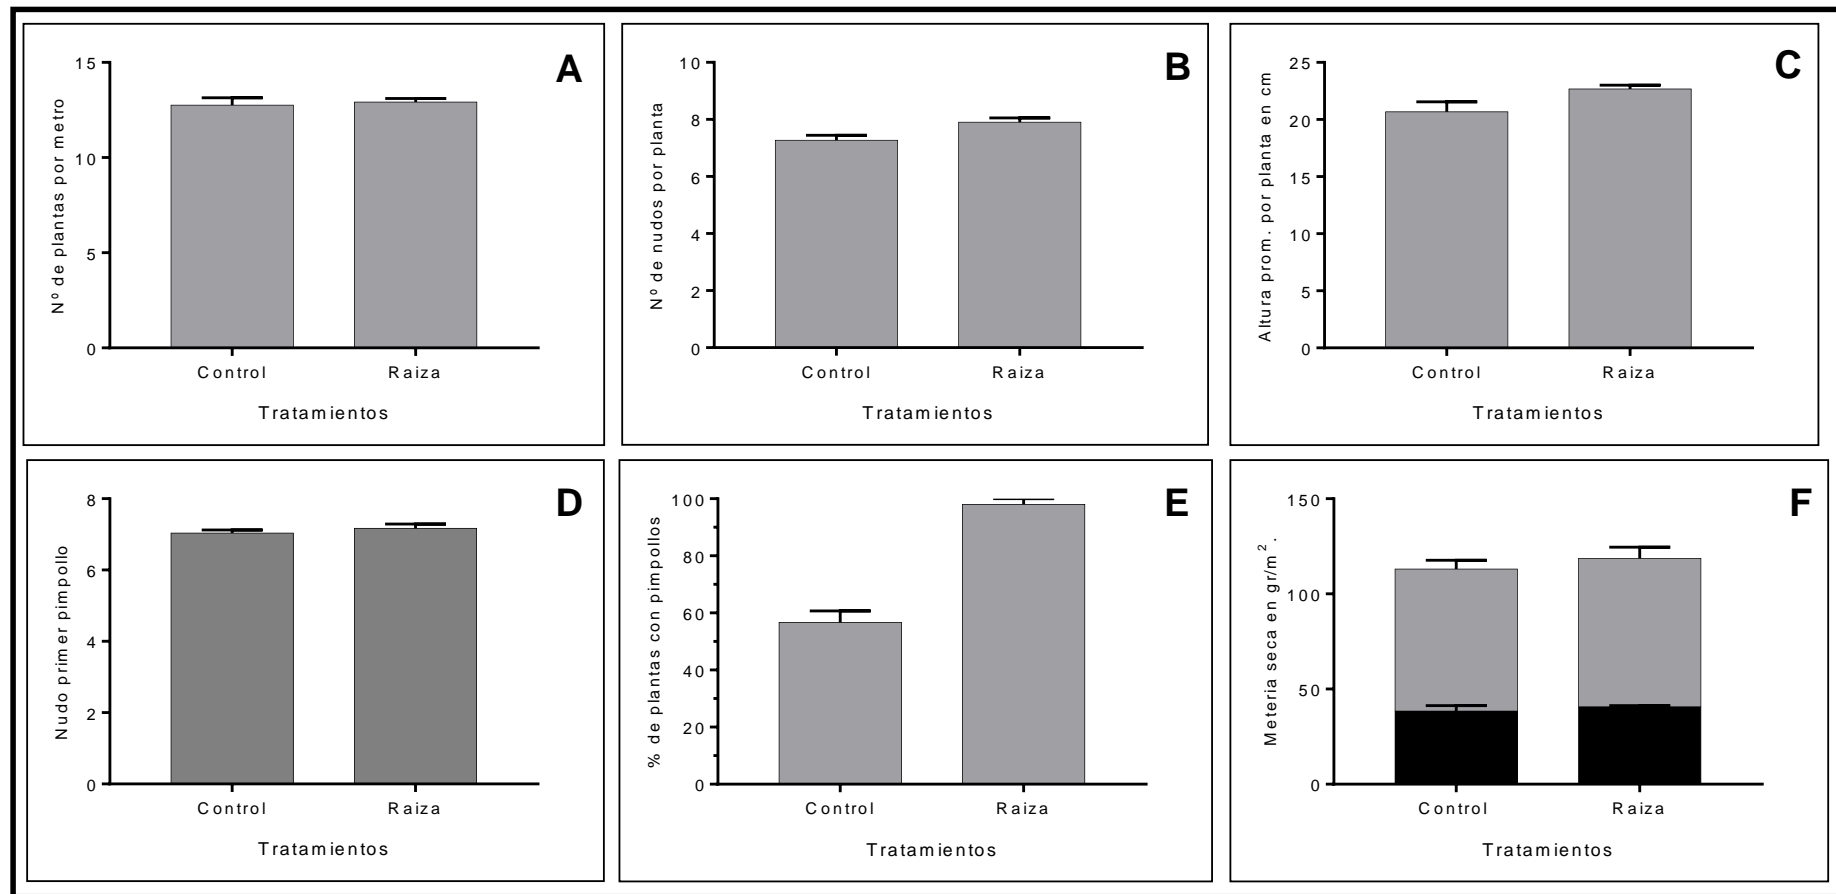 A
Nº de plantas por metro
15
10
5
0
Control
Raiza
Tratamientos
B
Nº de nudos por planta
10
8
6
4
2
0
Control
Raiza
Tratamientos
C
Altura prom. por planta en cm
25
20
15
10
5
0
Control
Raiza
Tratamientos
D
Nudo primer pimpollo
8
6
4
2
0
Control
Raiza
Tratamientos
E
% de plantas con pimpollos
100
80
60
40
20
0
Control
Raiza
Tratamientos
F
Meteria seca en gr/m².
150
100
50
0
Control
Raiza
Tratamientos